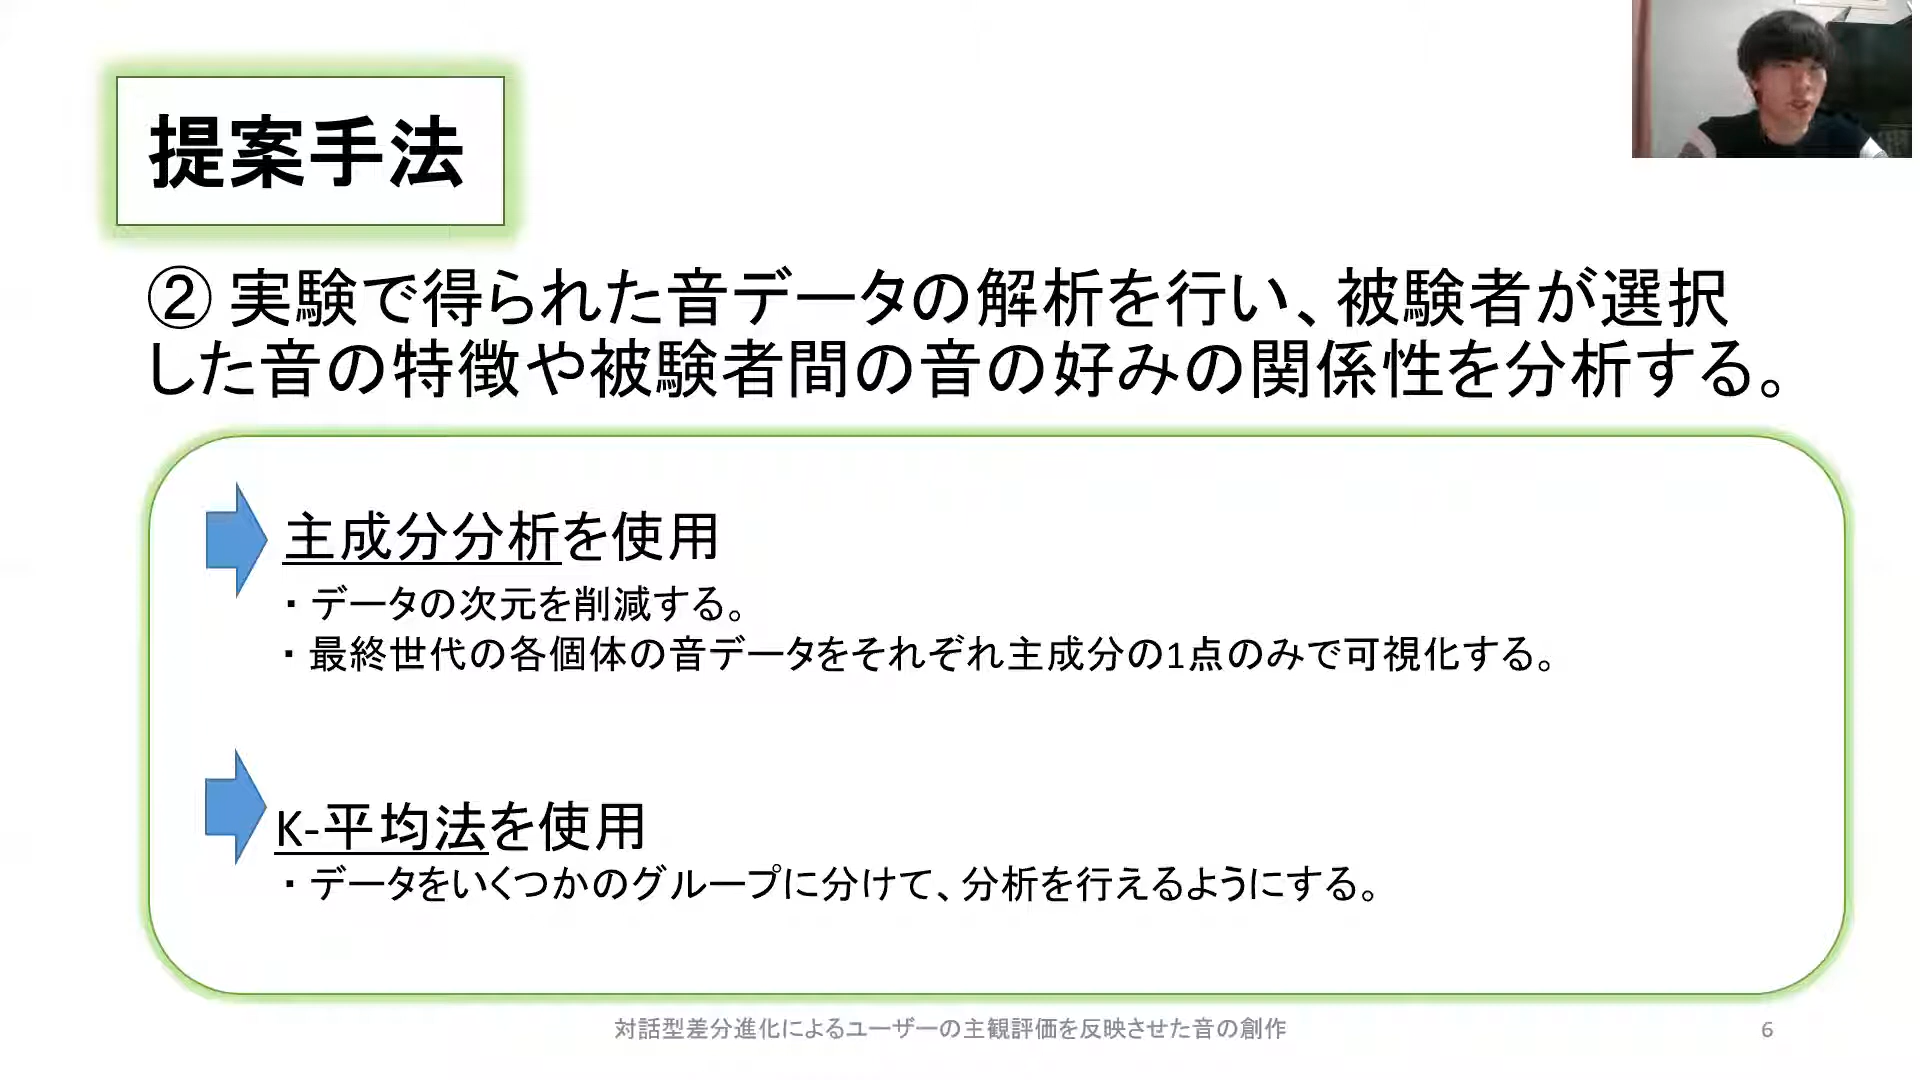 提案手法
② 実験で得られた音データの解析を行い、被験者が選択
した音の特徴や被験者間の音の好みの関係性を分析する。
主成分分析を使用
・データの次元を削減する。
・最終世代の各個体の音データをそれぞれ主成分の1点のみで可視化する。
K-平均法を使用
・データをいくつかのグループに分けて、分析を行えるようにする。
対話型差分進化によるユーザーの主観評価を反映させた音の創作
6